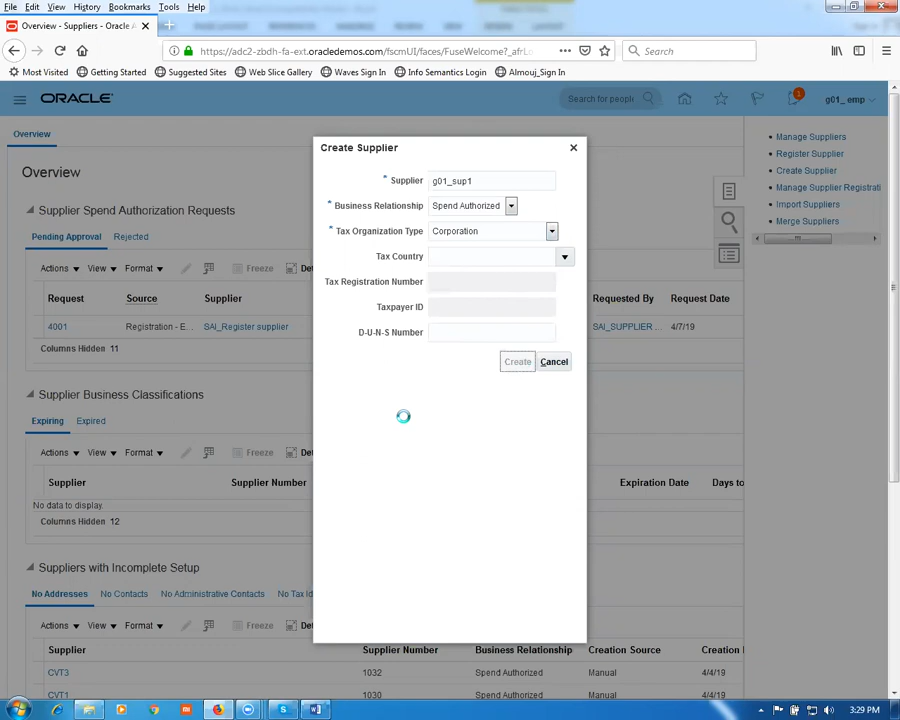 File Edit View History Bookmarks Tools Help
Overview - Suppliers - Oracle A
https://adc2-zbdh-fa-ext.oracledemos.com/fscmUI/faces/FuseWelcome?_afrLo
Search
Most Visited Getting Started Suggested Sites Web Slice Gallery Waves Sign In Info Semantics Login Almouj_Sign In
ORACLE
Search for people
1
g01_ emp
Overview
Overview
Supplier Spend Authorization Requests
Pending Approval Rejected
Actions View Format Freeze Det
Request Source Supplier Requested By Request Date
4001 Registration - E... SAI_Register supplier SAI_SUPPLIER ... 4/7/19
Columns Hidden 11
Supplier Business Classifications
Expiring Expired
Actions View Format Freeze Det
Supplier Supplier Number Expiration Date Days to
No data to display.
Columns Hidden 12
Suppliers with Incomplete Setup
No Addresses No Contacts No Administrative Contacts No Tax Id
Actions View Format Freeze Det
Supplier Supplier Number Business Relationship Creation Source Creation
CVT3 1032 Spend Authorized Manual 4/4/19
CVT1 1030 Spend Authorized Manual 4/4/19
Create Supplier
* Supplier g01_sup1
* Business Relationship Spend Authorized
* Tax Organization Type Corporation
Tax Country
Tax Registration Number
Taxpayer ID
D-U-N-S Number
Create Cancel
Manage Suppliers
Register Supplier
Create Supplier
Manage Supplier Registrati
Import Suppliers
Merge Suppliers
3:29 PM